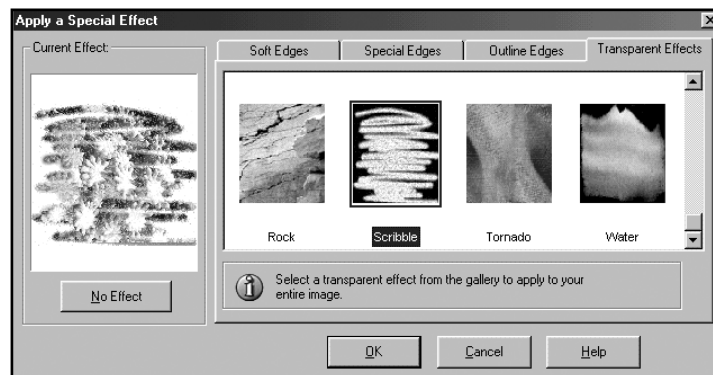 Apply a Special Effect
Current Effect:
No Effect
Soft Edges
Special Edges
Outline Edges
Transparent Effects
Rock
Scribble
Tornado
Water
Select a transparent effect from the gallery to apply to your
entire image.
OK
Cancel
Help